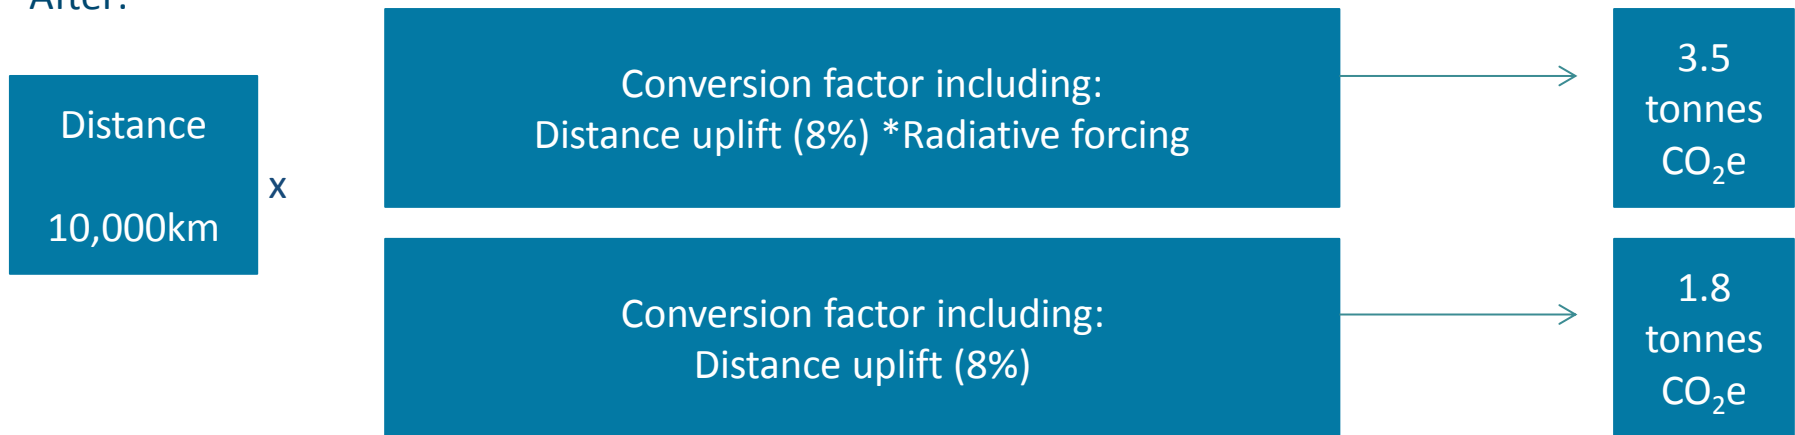 After:
Distance
10,000km
x
Conversion factor including:
Distance uplift (8%) *Radiative forcing
3.5
tonnes
CO₂e
Conversion factor including:
Distance uplift (8%)
1.8
tonnes
CO₂e